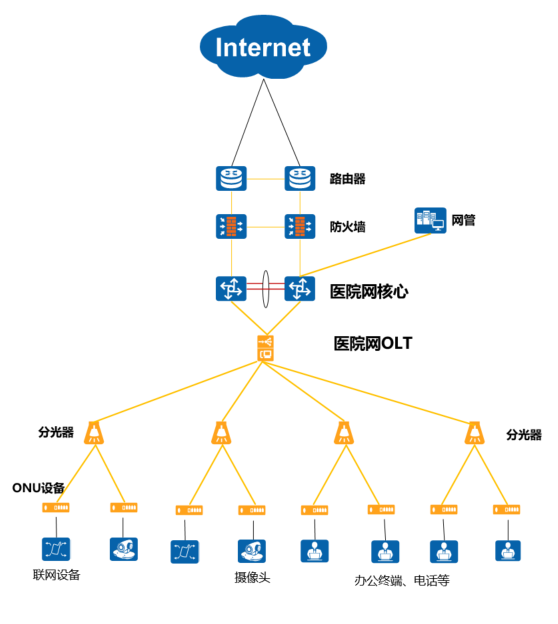 Internet
路由器
网管
防火墙
医院网核心
医院网OLT
分光器
分光器
ONU设备
联网设备
摄像头
办公终端、电话等